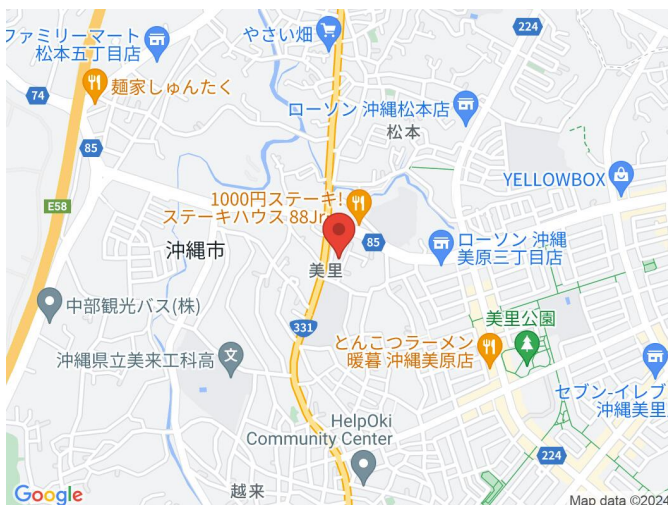 ファミリーマート
松本五丁目店
やさい畑
224
麺家しゅんたく
74
85
ローソン 沖縄松本店
松本
E58
1000円ステーキ!
ステーキハウス 88Jr.
YELLOWBOX
沖縄市
85
ローソン 沖縄
美原三丁目店
美里
中部観光バス(株)
331
美里公園
沖縄県立美来工科高
文
とんこつラーメン
暖暮 沖縄美原店
セブン-イレブ
沖縄美里
HelpOki
Community Center
224
越来
Google
Map data ©2024